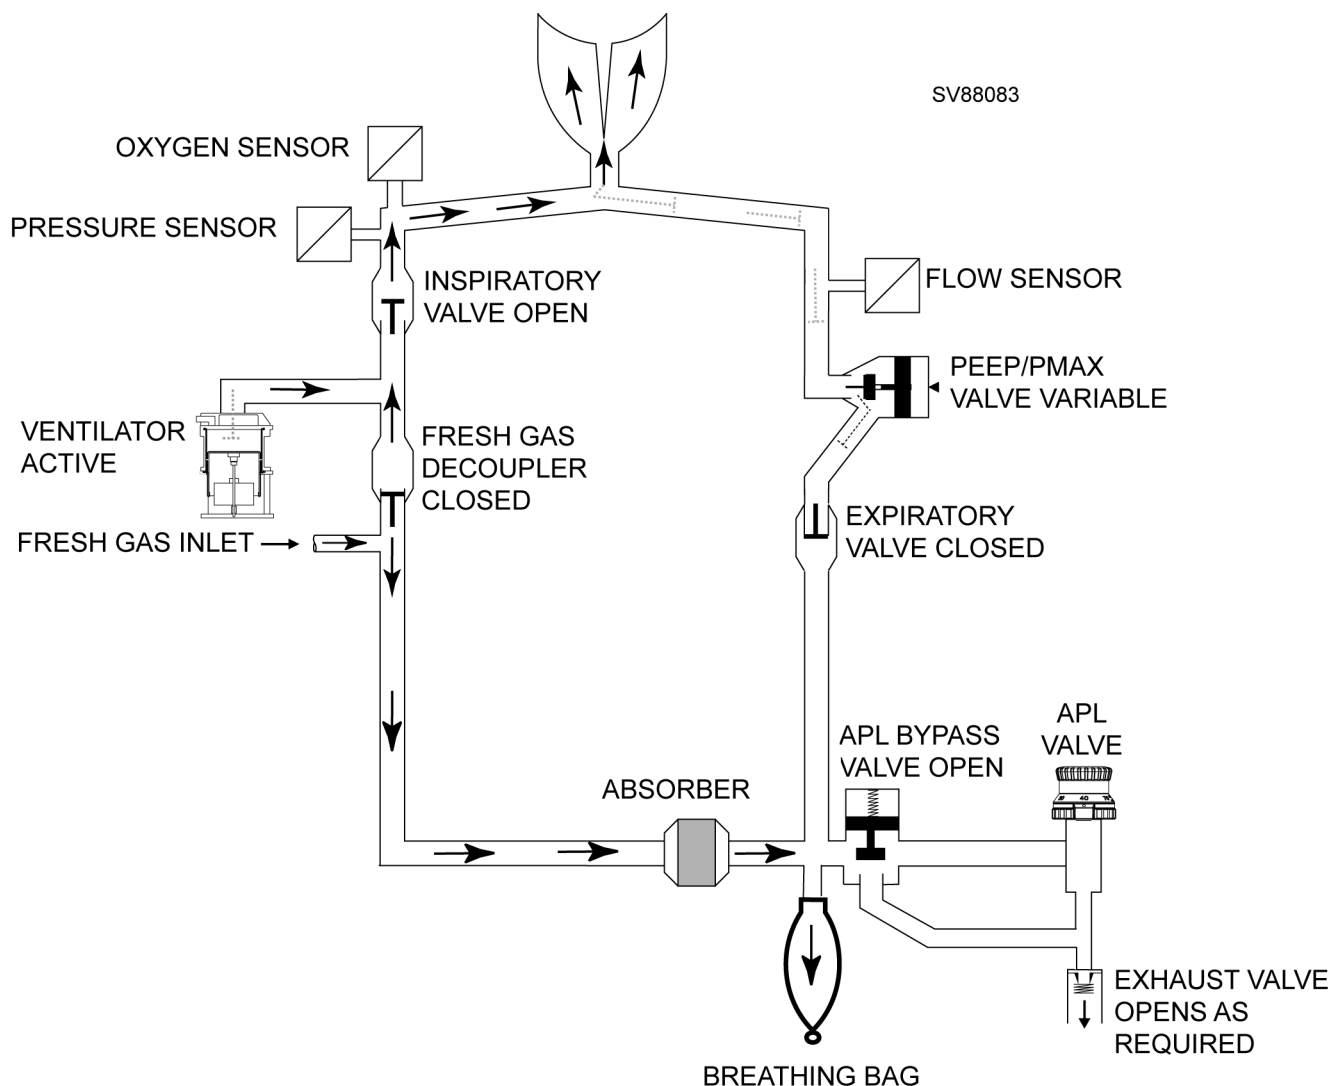 SV88083
OXYGEN SENSOR
PRESSURE SENSOR
INSPIRATORY
VALVE OPEN
FLOW SENSOR
PEEP/PMAX
VALVE VARIABLE
VENTILATOR
ACTIVE
FRESH GAS
DECOUPLER
CLOSED
FRESH GAS INLET
EXPIRATORY
VALVE CLOSED
APL
VALVE
APL BYPASS
VALVE OPEN
ABSORBER
40
EXHAUST VALVE
OPENS AS
REQUIRED
BREATHING BAG